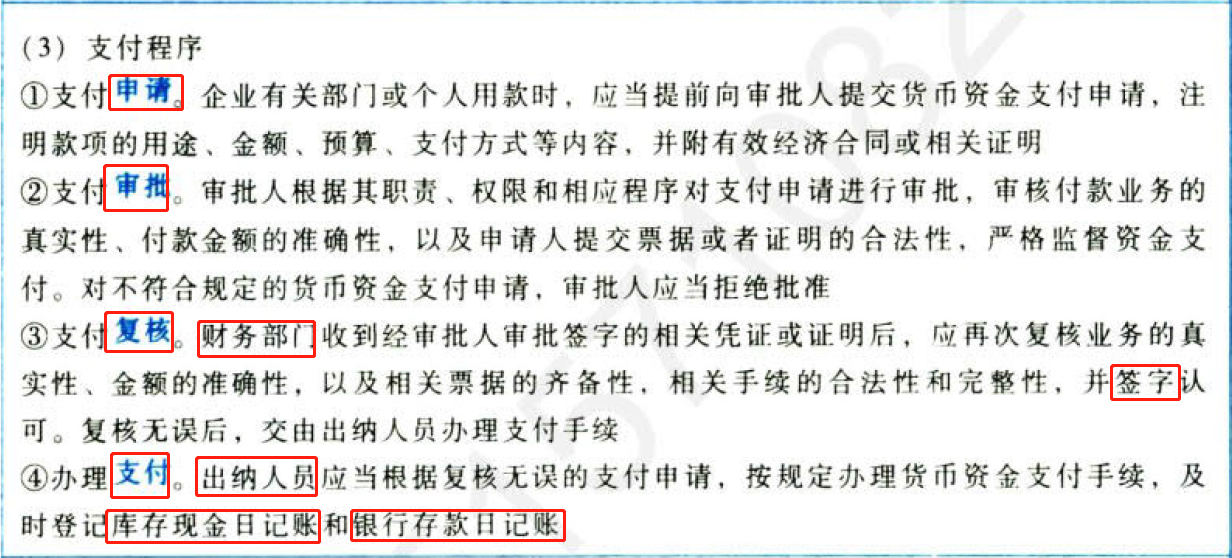 (3) 支付程序
①支付申请。企业有关部门或个人用款时，应当提前向审批人提交货币资金支付申请，注
明款项的用途、金额、预算、支付方式等内容，并附有效经济合同或相关证明
②支付审批。审批人根据其职责、权限和相应程序对支付申请进行审批，审核付款业务的
真实性、付款金额的准确性，以及申请人提交票据或者证明的合法性，严格监督资金支
付。对不符合规定的货币资金支付申请，审批人应当拒绝批准
③支付复核。财务部门收到经审批人审批签字的相关凭证或证明后，应再次复核业务的真
实性、金额的准确性，以及相关票据的齐备性，相关手续的合法性和完整性，并签字认
可。复核无误后，交由出纳人员办理支付手续
④办理支付。出纳人员应当根据复核无误的支付申请，按规定办理货币资金支付手续，及
时登记库存现金日记账和银行存款日记账